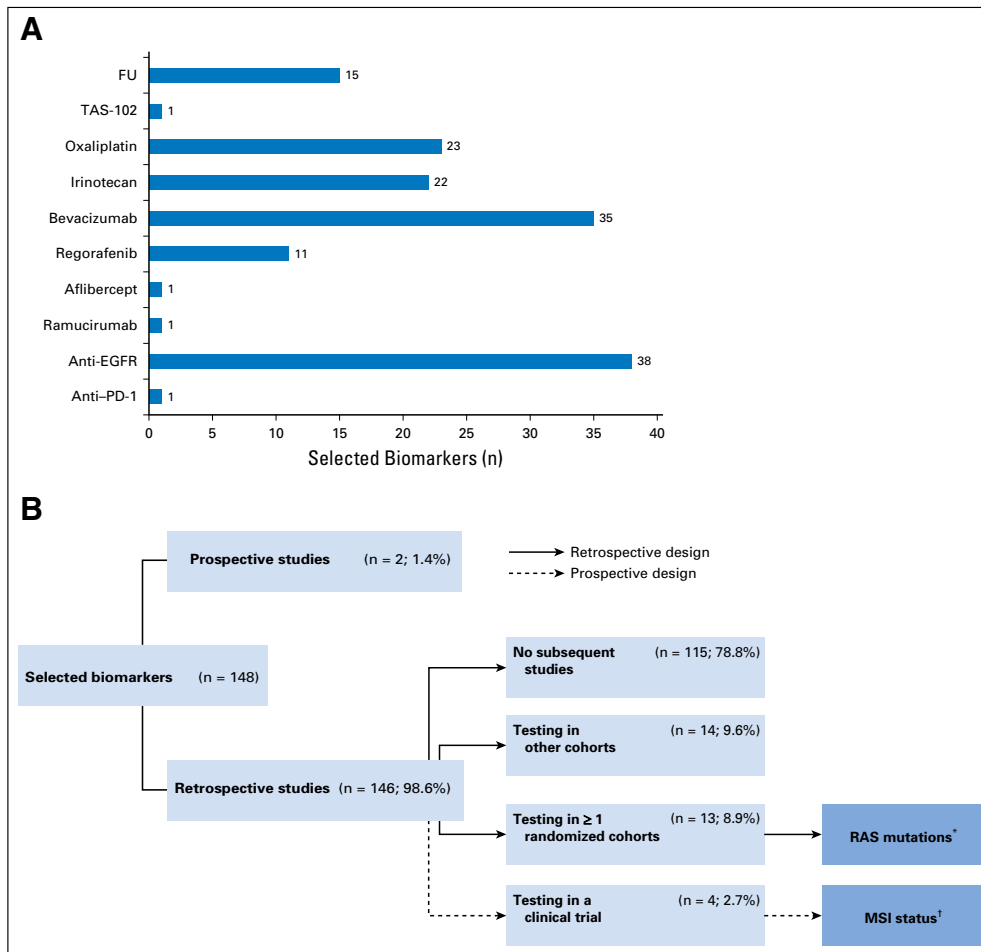 A
FU
15
TAS-102
1
Oxaliplatin
23
Irinotecan
22
Bevacizumab
35
Regorafenib
11
Aflibercept
1
Ramucirumab
1
Anti-EGFR
38
Anti–PD-1
1
0 5 10 15 20 25 30 35 40
Selected Biomarkers (n)
B
Prospective studies (n = 2; 1.4%)
Retrospective design
Prospective design
Selected biomarkers (n = 148)
No subsequent (n = 115; 78.8%)
studies
Testing in (n = 14; 9.6%)
other cohorts
Retrospective studies (n = 146; 98.6%)
Testing in ≥ 1 (n = 13; 8.9%)
randomized cohorts
RAS mutations*
Testing in a (n = 4; 2.7%)
clinical trial
MSI status†